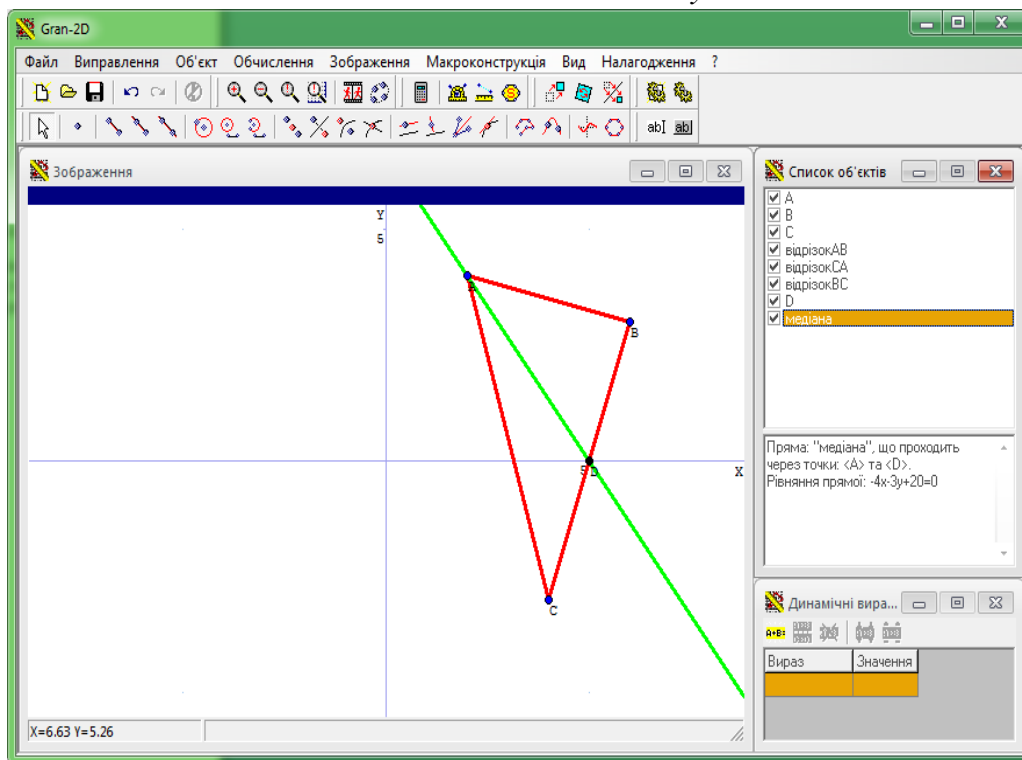 Gran-2D
Файл Виправлення Об'єкт Обчислення Зображення Макроконструкція Вид Налагодження ?
abI ab|
Зображення
Y
5
A
B
5 D
X
C
X=6.63 Y=5.26
Список об'єктів
A
B
C
відрізокAB
відрізокCA
відрізокBC
D
медіана
Пряма: "медіана", що проходить
через точки: <A> та <D>.
Рівняння прямої: -4x-3y+20=0
Динамічні вира...
A+B=
Вираз Значення